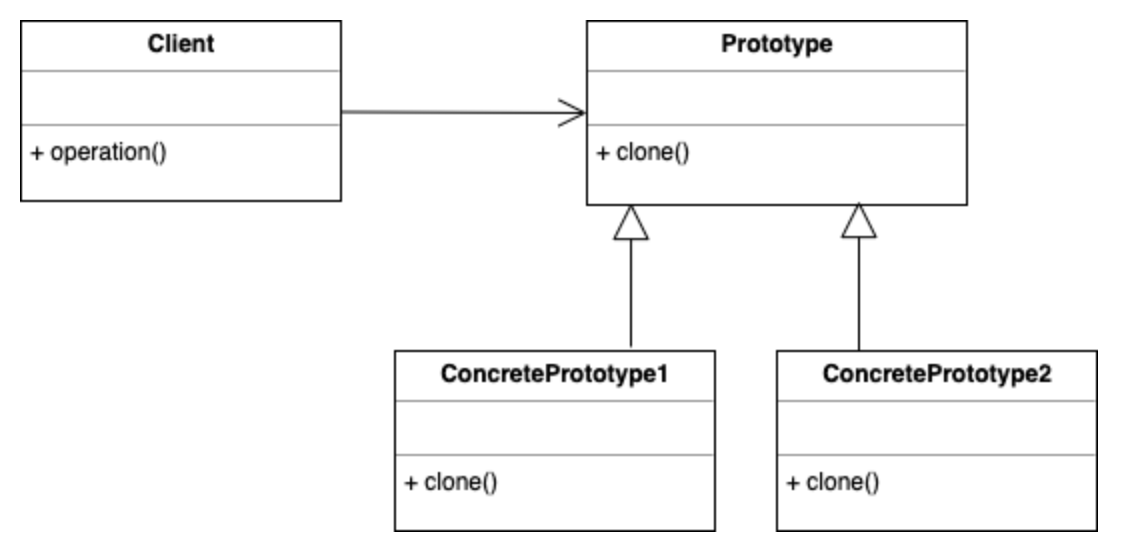 Client
+ operation()
Prototype
+ clone()
ConcretePrototype1
+ clone()
ConcretePrototype2
+ clone()